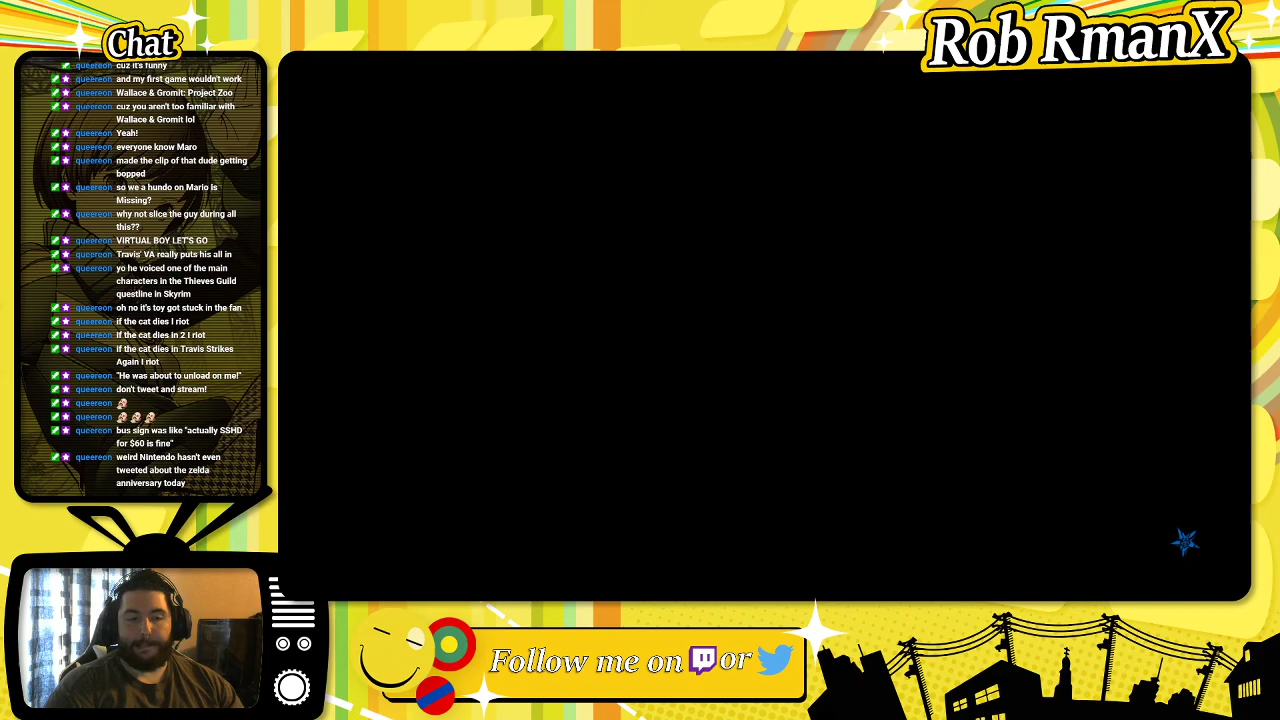 Chat
Rob RmanX
queereon cuz it's funny
queereon and my first game wouldn't work
queereon Wallace & Gromit: Project Zoo
queereon cuz you aren't too familiar with
Wallace & Gromit lol
queereon Yeah!
queereon everyone know Maro
queereon made the clip of the dude getting
bopped
queereon so we a hundo on Mario Is
Missing?
queereon why not slice the guy during all
this??
queereon VIRTUAL BOY LET'S GO
queereon Travis' VA really puts his all in
queereon yo he voiced one of the main
characters in the Thieves Guild
questline in Skyrim
queereon oh no it's toy got stuck in the fan
queereon if the cat dies I riot
queereon if the cat dies in 2 I riot
queereon if the cat dies in Travis Strikes
Again I riot
queereon "He was about to unload on me!"
queereon don't tweet and stream!
queereon
queereon
queereon bus sign was like "actually SSHD
for $60 is fine"
queereon weird Nintendo hasn't even
tweeted about the zelda
anniversary today
Follow me on or